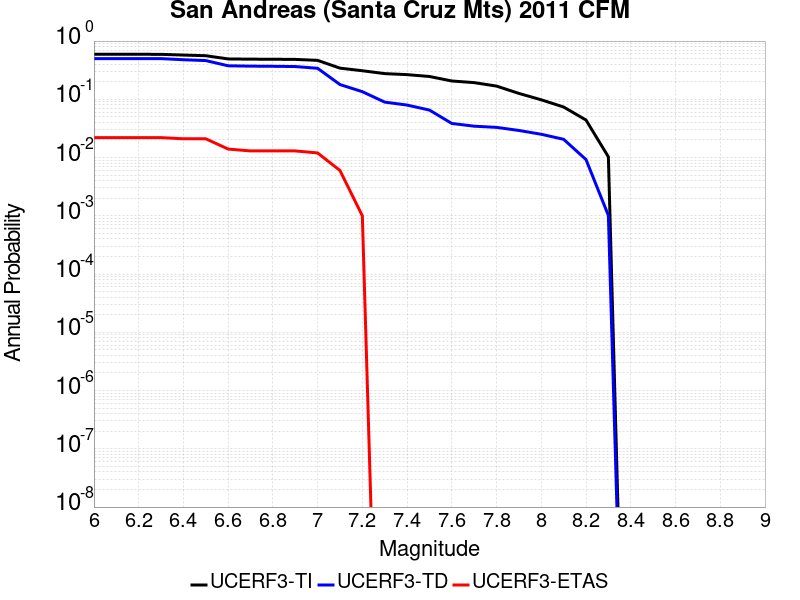 San Andreas (Santa Cruz Mts) 2011 CFM
10^0
10^-1
10^-2
10^-3
10^-4
10^-5
10^-6
10^-7
10^-8
Annual Probability
6 6.2 6.4 6.6 6.8 7 7.2 7.4 7.6 7.8 8 8.2 8.4 8.6 8.8 9
Magnitude
UCERF3-TI UCERF3-TD UCERF3-ETAS